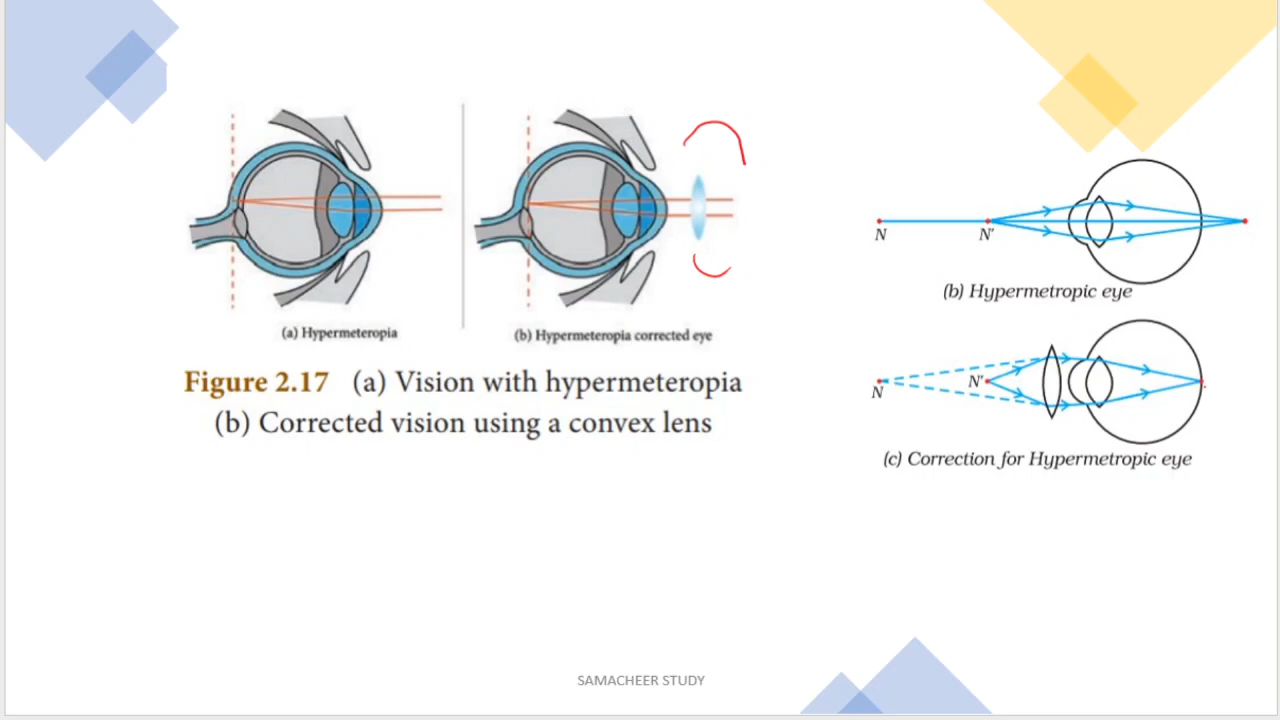 (a) Hypermeteropia
(b) Hypermeteropia corrected eye
Figure 2.17 (a) Vision with hypermeteropia
(b) Corrected vision using a convex lens
N
N'
(b) Hypermetropic eye
N
N'
(c) Correction for Hypermetropic eye
SAMACHEER STUDY